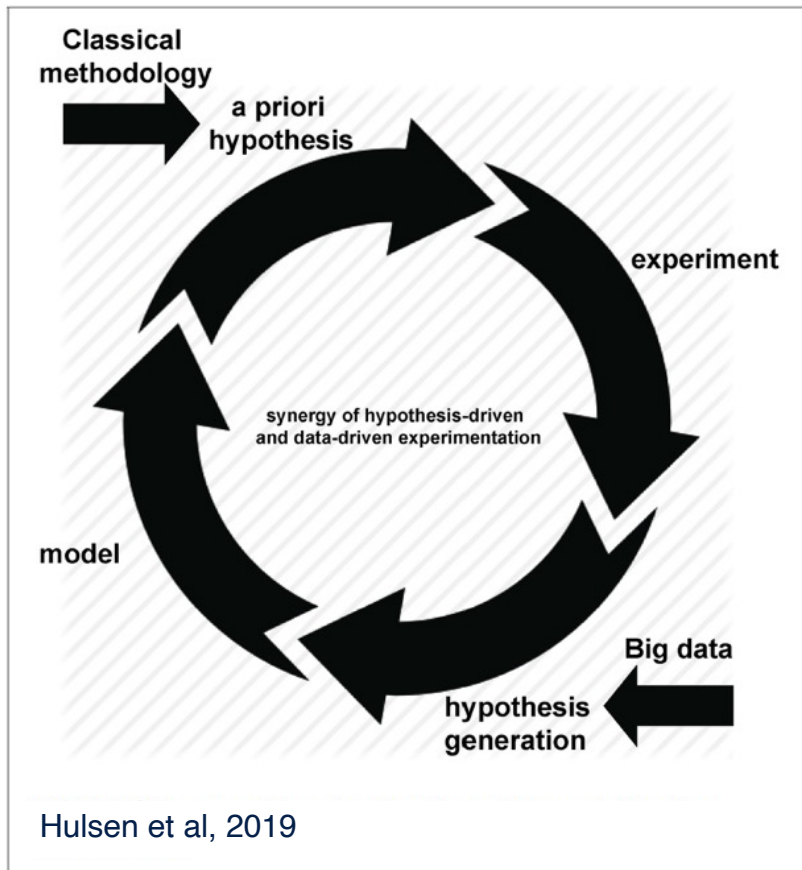 Classical
methodology
a priori
hypothesis
experiment
synergy of hypothesis-driven
and data-driven experimentation
model
Big data
hypothesis
generation
Hulsen et al, 2019